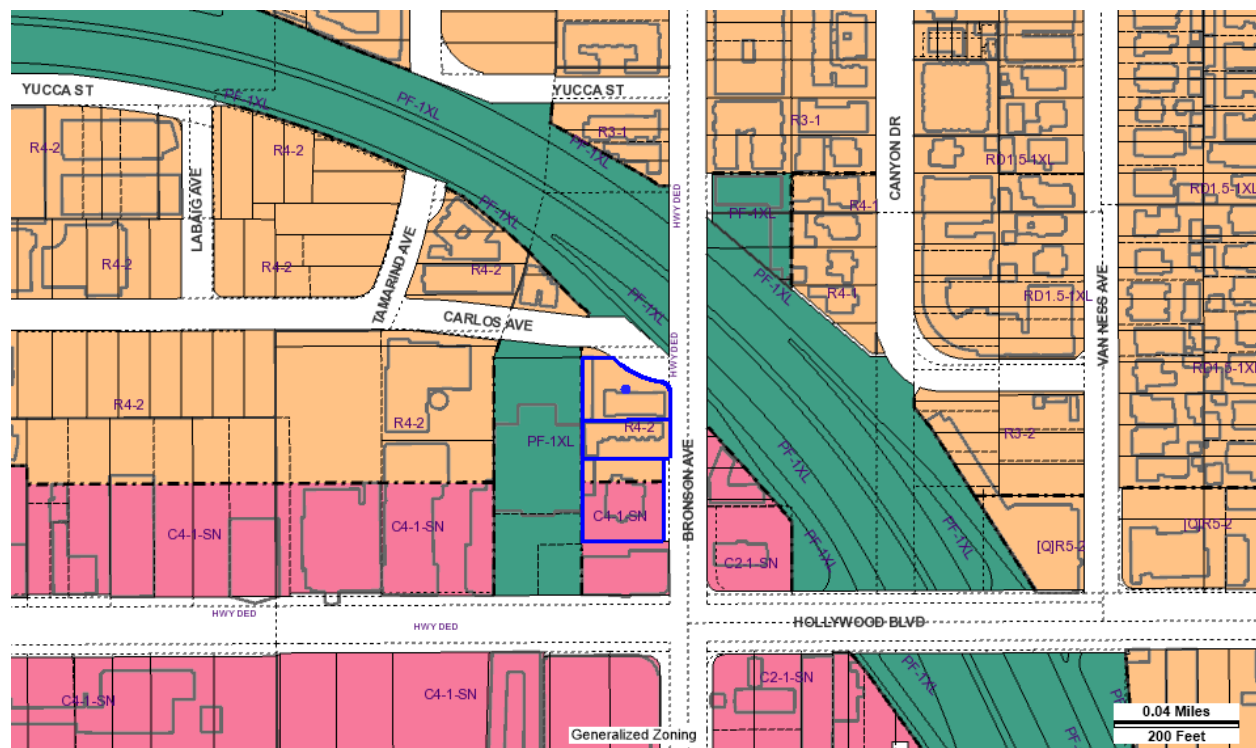 YUCCA ST
YUCCA ST
PF-1XL
PF-1XL
R3-1
PF-1XL
R3-1
CANYON DR
RD1.5-1XL
RD1.5-1XL
R4-2
R4-2
LABAIG AVE
R4-2
R4-2
TAMARIND AVE
PF-1XL
R4-2
HWY DED
PF-1XL
R4-1
R4-1
PF-1XL
PF-1XL
RD1.5-1XL
VAN NESS AVE
CARLOS AVE
HWY DED
RD1.5-1XL
R4-2
R4-2
PF-1XL
R4-2
BRONSON AVE
PF-1XL
R3-2
C4-1-SN
C4-1-SN
C4-1-SN
C2-1-SN
PF-1XL
PF-1XL
[Q]R5-2
[Q]R5-2
HWY DED
HWY DED
HOLLYWOOD BLVD
C4-1-SN
C4-1-SN
C2-1-SN
PF-1XL
Generalized Zoning
0.04 Miles
200 Feet